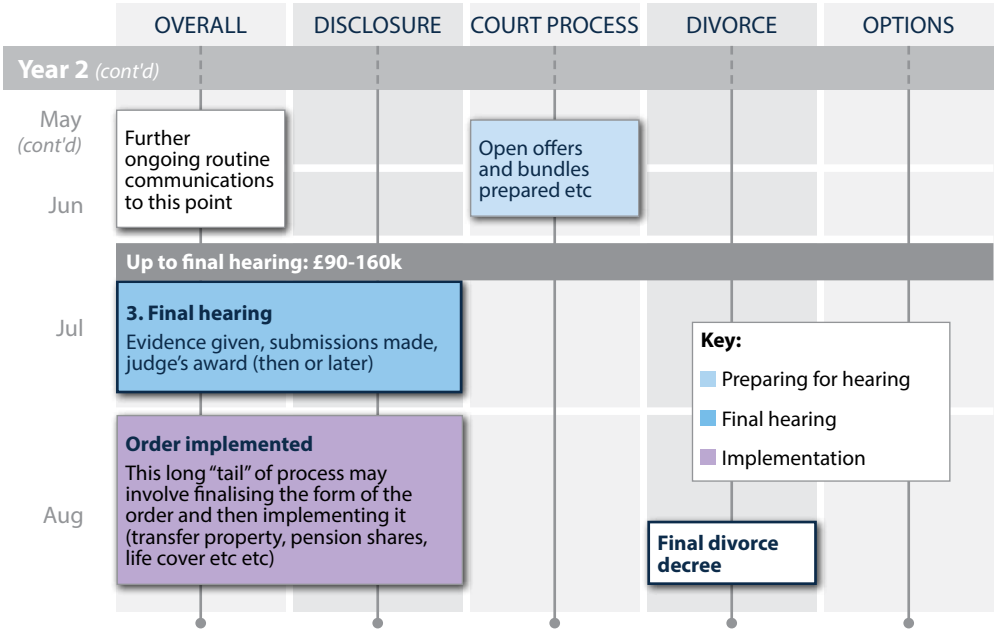 OVERALL
DISCLOSURE
COURT PROCESS
DIVORCE
OPTIONS
Year 2 (cont'd)
May
(cont'd)
Further
ongoing routine
communications
to this point
Open offers
and bundles
prepared etc
Jun
Up to final hearing: £90-160k
Jul
3. Final hearing
Evidence given, submissions made,
judge’s award (then or later)
Key:
Preparing for hearing
Final hearing
Implementation
Aug
Order implemented
This long “tail” of process may
involve finalising the form of the
order and then implementing it
(transfer property, pension shares,
life cover etc etc)
Final divorce
decree